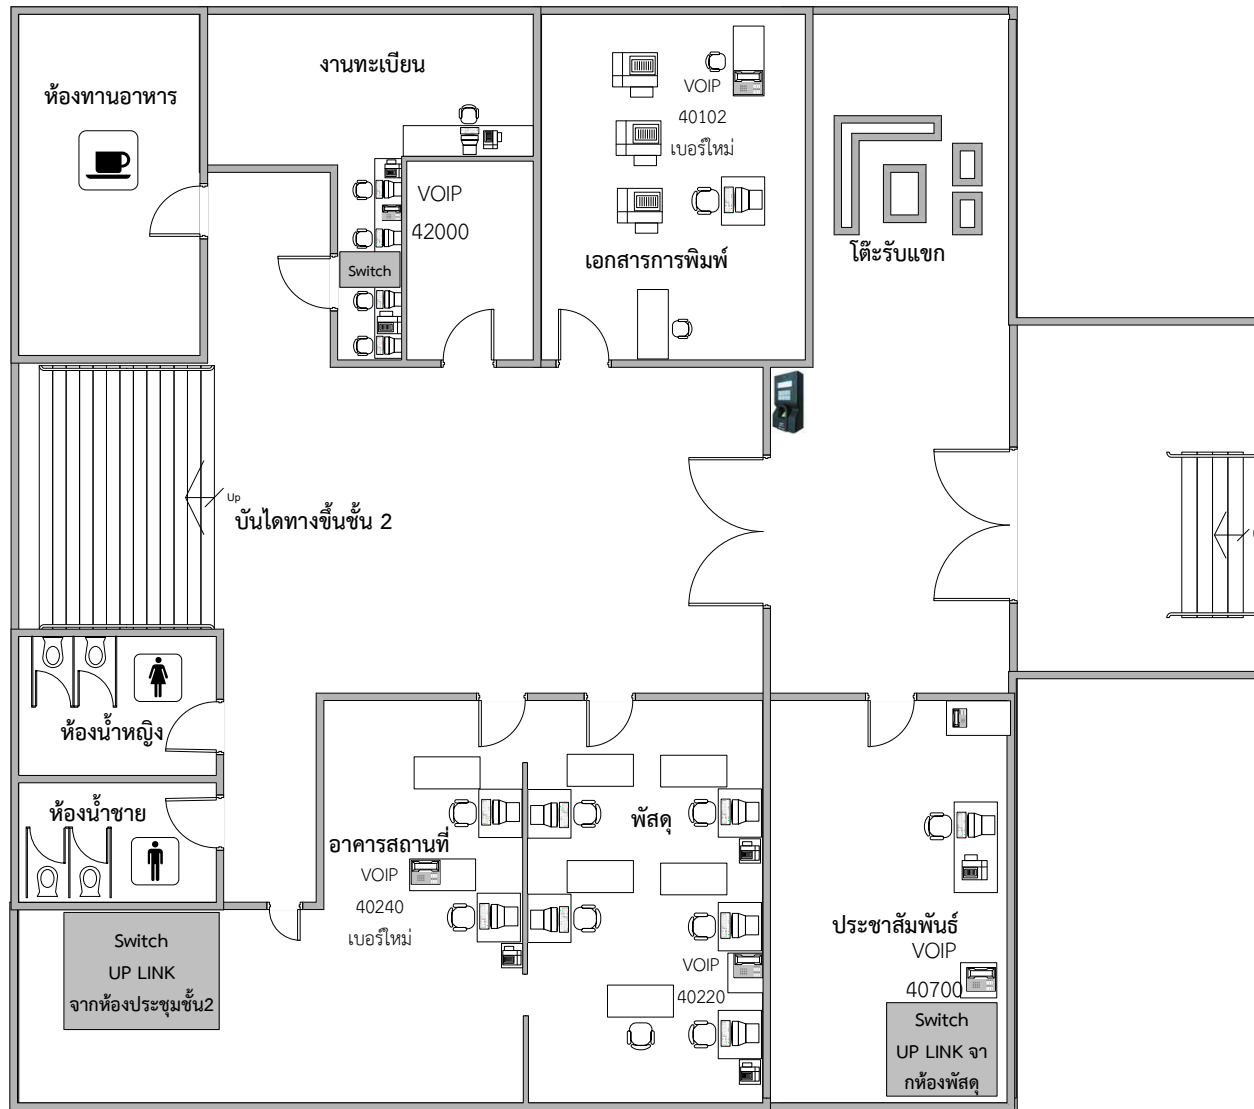 งานทะเบียน
ห้องทานอาหาร
VOIP
40102
เบอร์ใหม่
VOIP
42000
เอกสารการพิมพ์
โต๊ะรับแขก
Switch
Up
บันไดทางขึ้นชั้น 2
ห้องน้ำหญิง
ห้องน้ำชาย
อาคารสถานที่
VOIP
40240
เบอร์ใหม่
พัสดุ
VOIP
40220
ประชาสัมพันธ์
VOIP
40700
Switch
UP LINK
จากห้องประชุมชั้น2
Switch
UP LINK จา
กห้องพัสดุ